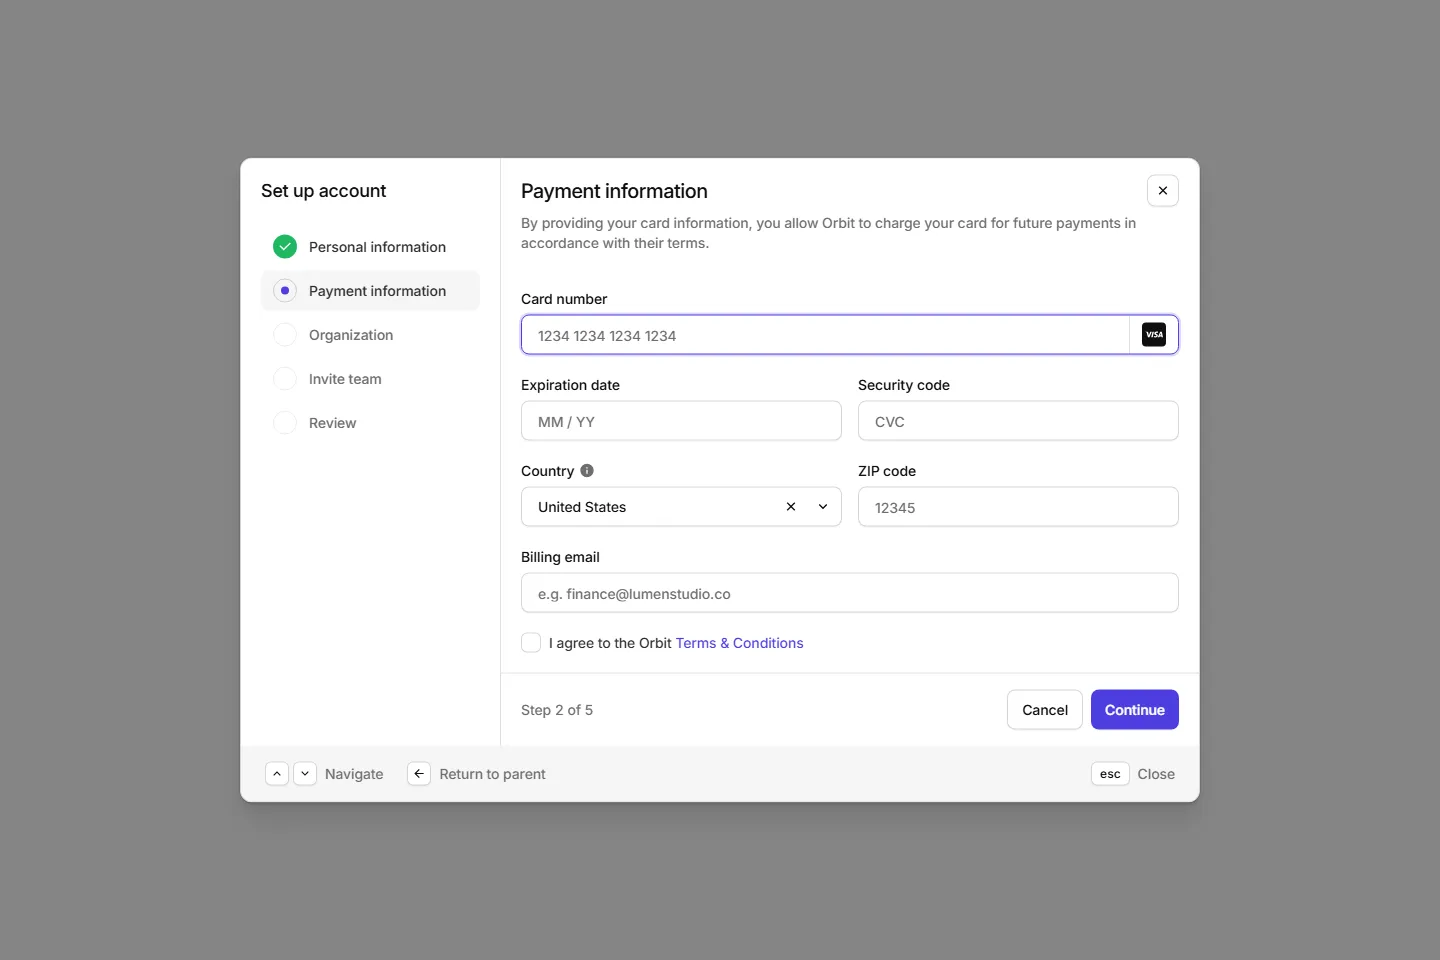 Set up account
Personal information
Payment information
Organization
Invite team
Review
Payment information
By providing your card information, you allow Orbit to charge your card for future payments in
accordance with their terms.
Card number
1234 1234 1234 1234
VISA
Expiration date
MM / YY
Security code
CVC
Country
United States
ZIP code
12345
Billing email
e.g. finance@lumenstudio.co
I agree to the Orbit Terms & Conditions
Step 2 of 5
Cancel
Continue
Navigate
Return to parent
esc
Close